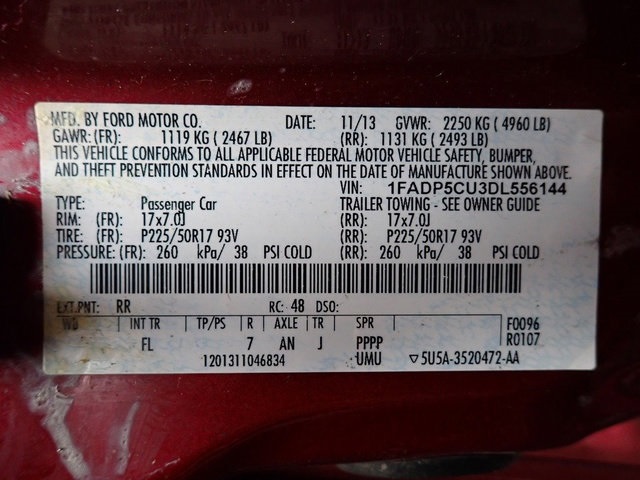 MFD. BY FORD MOTOR CO. DATE: 11/13 GVWR: 2250 KG ( 4960 LB)
GAWR: (FR): 1119 KG ( 2467 LB) (RR): 1131 KG ( 2493 LB)
THIS VEHICLE CONFORMS TO ALL APPLICABLE FEDERAL MOTOR VEHICLE SAFETY, BUMPER,
AND THEFT PREVENTION STANDARDS IN EFFECT ON THE DATE OF MANUFACTURE SHOWN ABOVE.
VIN: 1FADP5CU3DL556144
TYPE: Passenger Car TRAILER TOWING - SEE OWNER GUIDE
RIM: (FR): 17x7.0J (RR): 17x7.0J
TIRE: (FR): P225/50R17 93V (RR): P225/50R17 93V
PRESSURE: (FR): 260 kPa/ 38 PSI COLD (RR): 260 kPa/ 38 PSI COLD
EXT.PNT: RR RC: 48 DSO:
WB INT TR TP/PS R AXLE TR SPR F0096
FL 7 AN J PPPP R0107
1201311046834 UMU ▽5U5A-3520472-AA